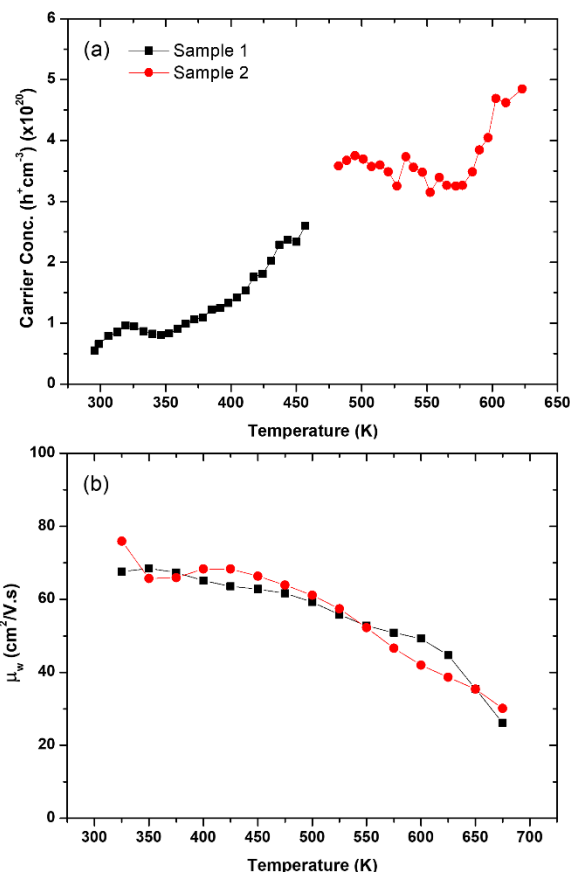 (a)
Sample 1
Sample 2
6
5
4
3
2
1
0
Carrier Conc. (h⁺cm⁻³) (x10²⁰)
300 350 400 450 500 550 600 650
Temperature (K)
(b)
100
80
60
40
20
0
μw (cm²/V.s)
300 350 400 450 500 550 600 650 700
Temperature (K)